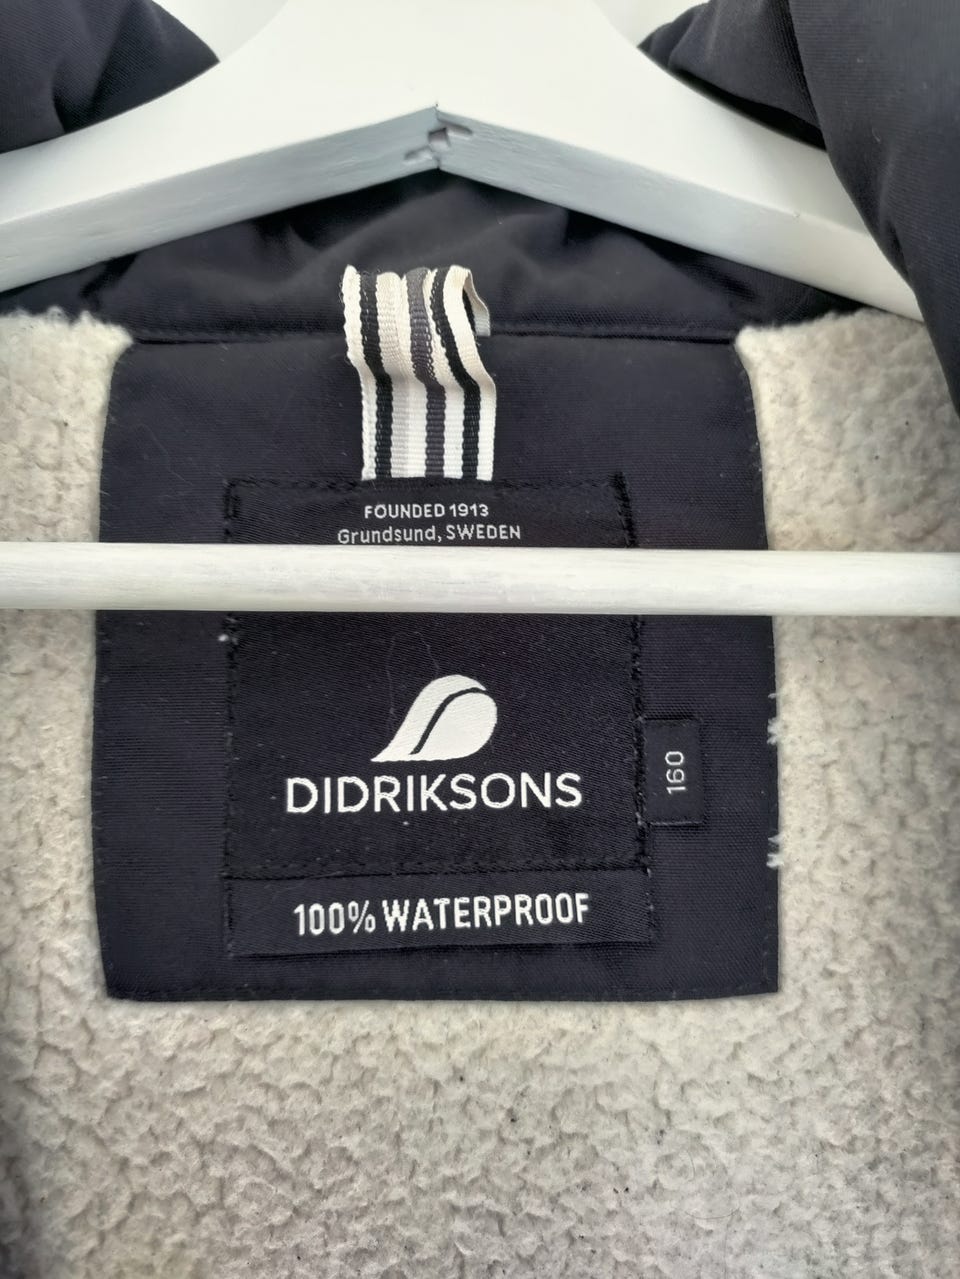 FOUNDED 1913
Grundsund, SWEDEN
DIDRIKSONS
160
100% WATERPROOF